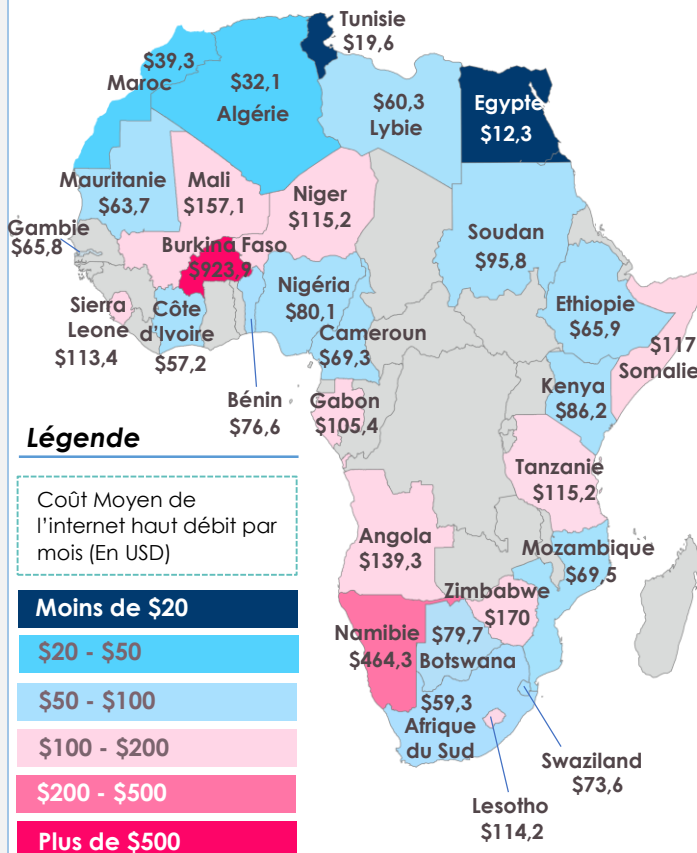 Tunisie
$19,6
$39,3
Maroc
$32,1
Algérie
$60,3
Lybie
Egypte
$12,3
Mauritanie
$63,7
Mali
$157,1
Niger
$115,2
Soudan
$95,8
Gambie
$65,8
Burkina Faso
$923,9
Nigéria
$80,1
Ethiopie
$65,9
Sierra
Leone
$113,4
Côte
d'Ivoire
$57,2
Cameroun
$69,3
$117
Somalie
Kenya
$86,2
Bénin
$76,6
Gabon
$105,4
Tanzanie
$115,2
Angola
$139,3
Mozambique
$69,5
Zimbabwe
$170
Namibie
$464,3
$79,7
Botswana
$59,3
Afrique
du Sud
Swaziland
$73,6
Lesotho
$114,2
Légende
Coût Moyen de
l'internet haut débit par
mois (En USD)
Moins de $20
$20 - $50
$50 - $100
$100 - $200
$200 - $500
Plus de $500